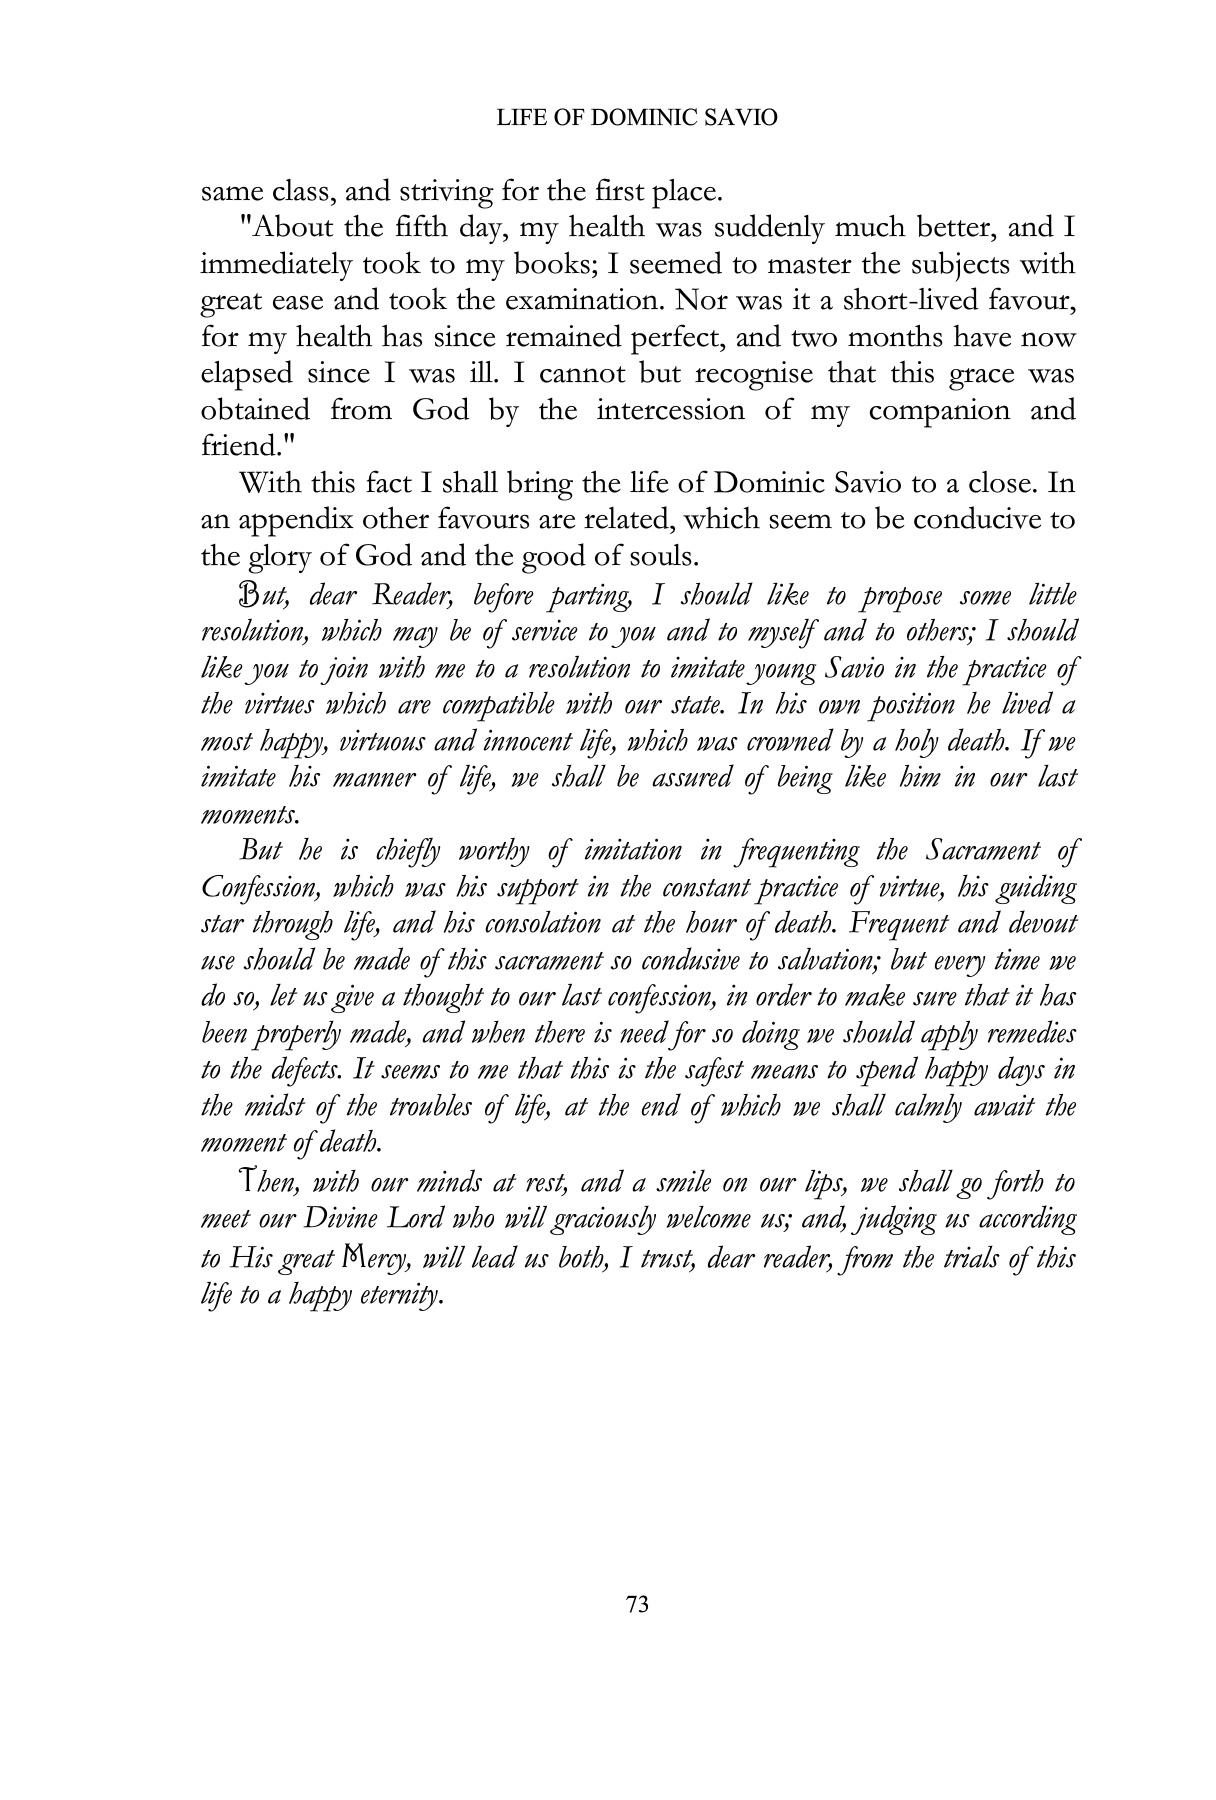 LIFE OF DOMINIC SAVIO
same class, and striving for the first place.
"About the fifth day, my health was suddenly much better, and I
immediately took to my books; I seemed to master the subjects with
great ease and took the examination. Nor was it a short-lived favour,
for my health has since remained perfect, and two months have now
elapsed since I was ill. I cannot but recognise that this grace was
obtained from God by the intercession of my companion and
friend."
With this fact I shall bring the life of Dominic Savio to a close. In
an appendix other favours are related, which seem to be conducive to
the glory of God and the good of souls.
But, dear Reader, before parting, I should like to propose some little
resolution, which may be of service to you and to myself and to others; I should
like you to join with me to a resolution to imitate young Savio in the practice of
the virtues which are compatible with our state. In his own position he lived a
most happy, virtuous and innocent life, which was crowned by a holy death. If we
imitate his manner of life, we shall be assured of being like him in our last
moments.
But he is chiefly worthy of imitation in frequenting the Sacrament of
Confession, which was his support in the constant practice of virtue, his guiding
star through life, and his consolation at the hour of death. Frequent and devout
use should be made of this sacrament so condusive to salvation; but every time we
do so, let us give a thought to our last confession, in order to make sure that it has
been properly made, and when there is need for so doing we should apply remedies
to the defects. It seems to me that this is the safest means to spend happy days in
the midst of the troubles of life, at the end of which we shall calmly await the
moment of death.
Then, with our minds at rest, and a smile on our lips, we shall go forth to
meet our Divine Lord who will graciously welcome us; and, judging us according
to His great Mercy, will lead us both, I trust, dear reader, from the trials of this
life to a happy eternity.
73